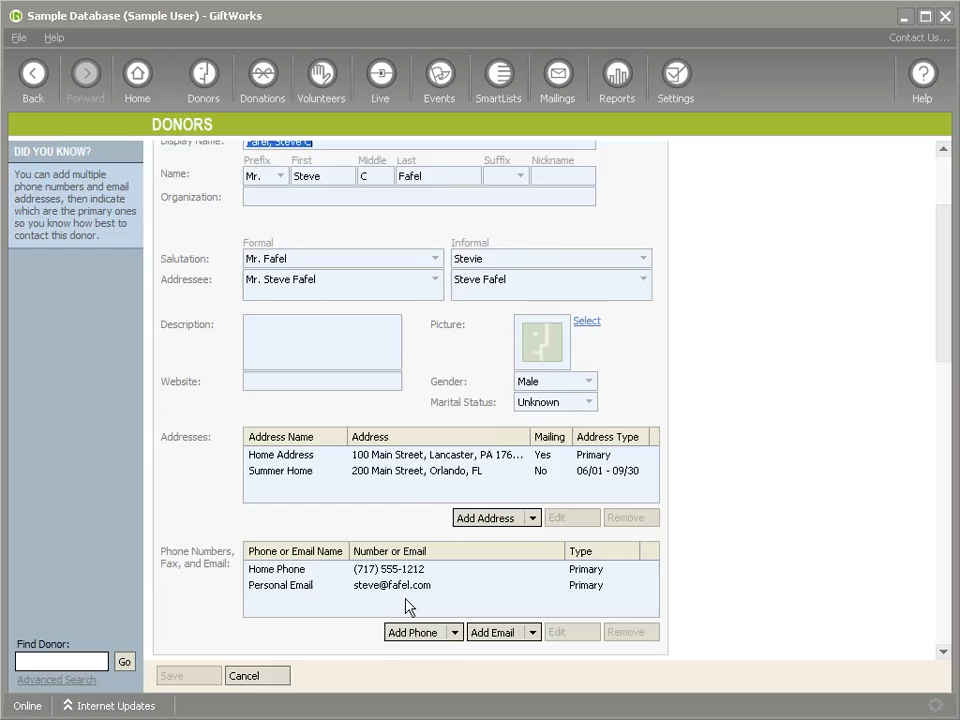 Sample Database (Sample User) - GiftWorks
File Help Contact Us...
Back Forward Home Donors Donations Volunteers Live Events SmartLists Mailings Reports Settings Help
DONORS
DID YOU KNOW?
You can add multiple
phone numbers and email
addresses, then indicate
which are the primary ones
so you know how best to
contact this donor.
Display Name: Fafel, Steve C
Prefix First Middle Last Suffix Nickname
Name: Mr. Steve C Fafel
Organization:
Formal Informal
Salutation: Mr. Fafel Stevie
Addressee: Mr. Steve Fafel Steve Fafel
Description: Picture: Select
Website: Gender: Male
Marital Status: Unknown
Addresses: Address Name Address Mailing Address Type
Home Address 100 Main Street, Lancaster, PA 176... Yes Primary
Summer Home 200 Main Street, Orlando, FL No 06/01 - 09/30
Add Address Edit Remove
Phone Numbers, Phone or Email Name Number or Email Type
Fax, and Email:
Home Phone (717) 555-1212 Primary
Personal Email steve@fafel.com Primary
Add Phone Add Email Edit Remove
Find Donor:
Go
Advanced Search
Save Cancel
Online Internet Updates